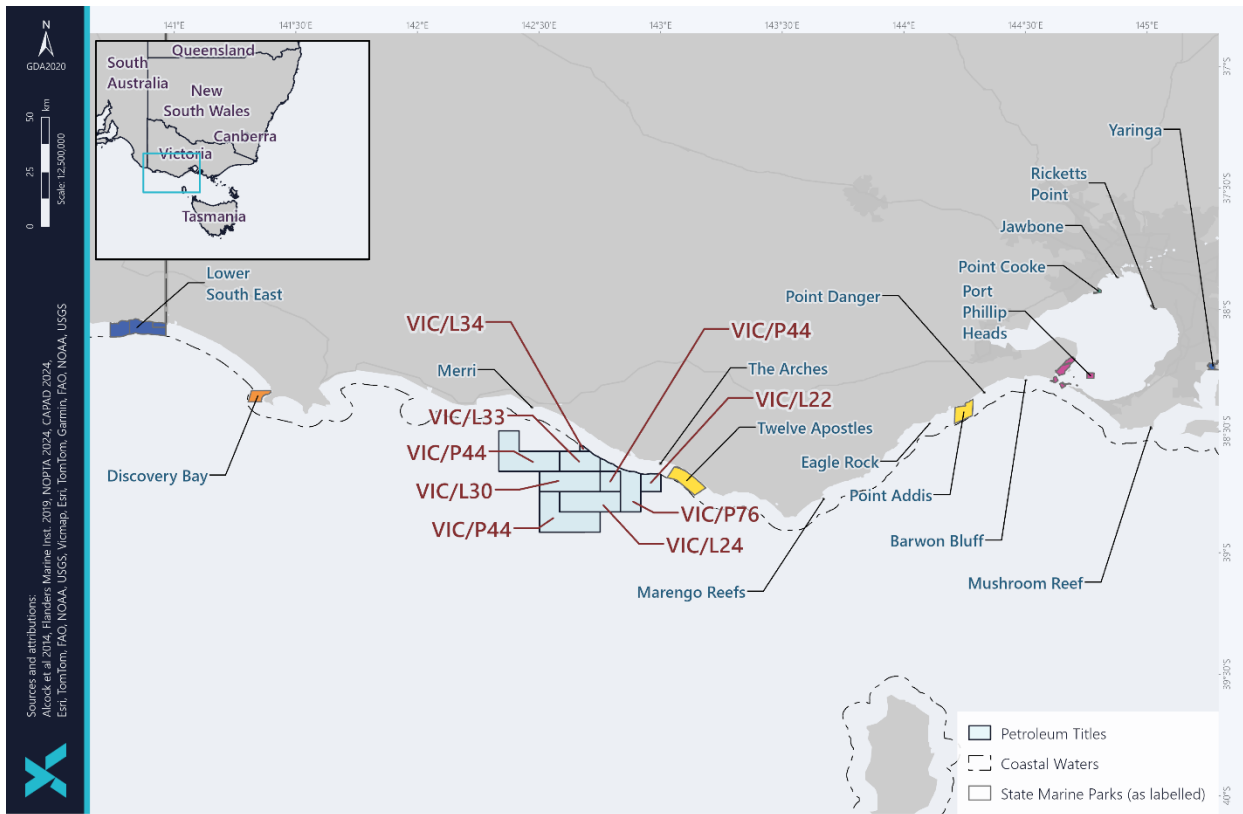 141°E
141°30'E
142°E
142°30'E
143°E
143°30'E
144°E
144°30'E
145°E
N
GDA2020
50
km
25
0
Scale: 1:2,500,000
Sources and attributions:
Alcock et al 2014, Flanders Marine Inst. 2019, NOPTA 2024, CAPAD 2024,
Esri, TomTom, FAO, NOAA, USGS, Vicmap, Esri, TomTom, Garmin, FAO, NOAA, USGS
Queensland
South
Australia
New
South Wales
Canberra
Victoria
Tasmania
37°S
37°30'S
38°S
38°30'S
39°S
39°30'S
40°S
Yaringa
Ricketts
Point
Jawbone
Point Cooke
Port
Phillip
Heads
Point Danger
Lower
South East
VIC/L34
VIC/P44
Merri
The Arches
VIC/L22
VIC/L33
Twelve Apostles
VIC/P44
Eagle Rock
Discovery Bay
VIC/L30
Point Addis
VIC/P76
VIC/P44
VIC/L24
Barwon Bluff
Mushroom Reef
Marengo Reefs
Petroleum Titles
Coastal Waters
State Marine Parks (as labelled)